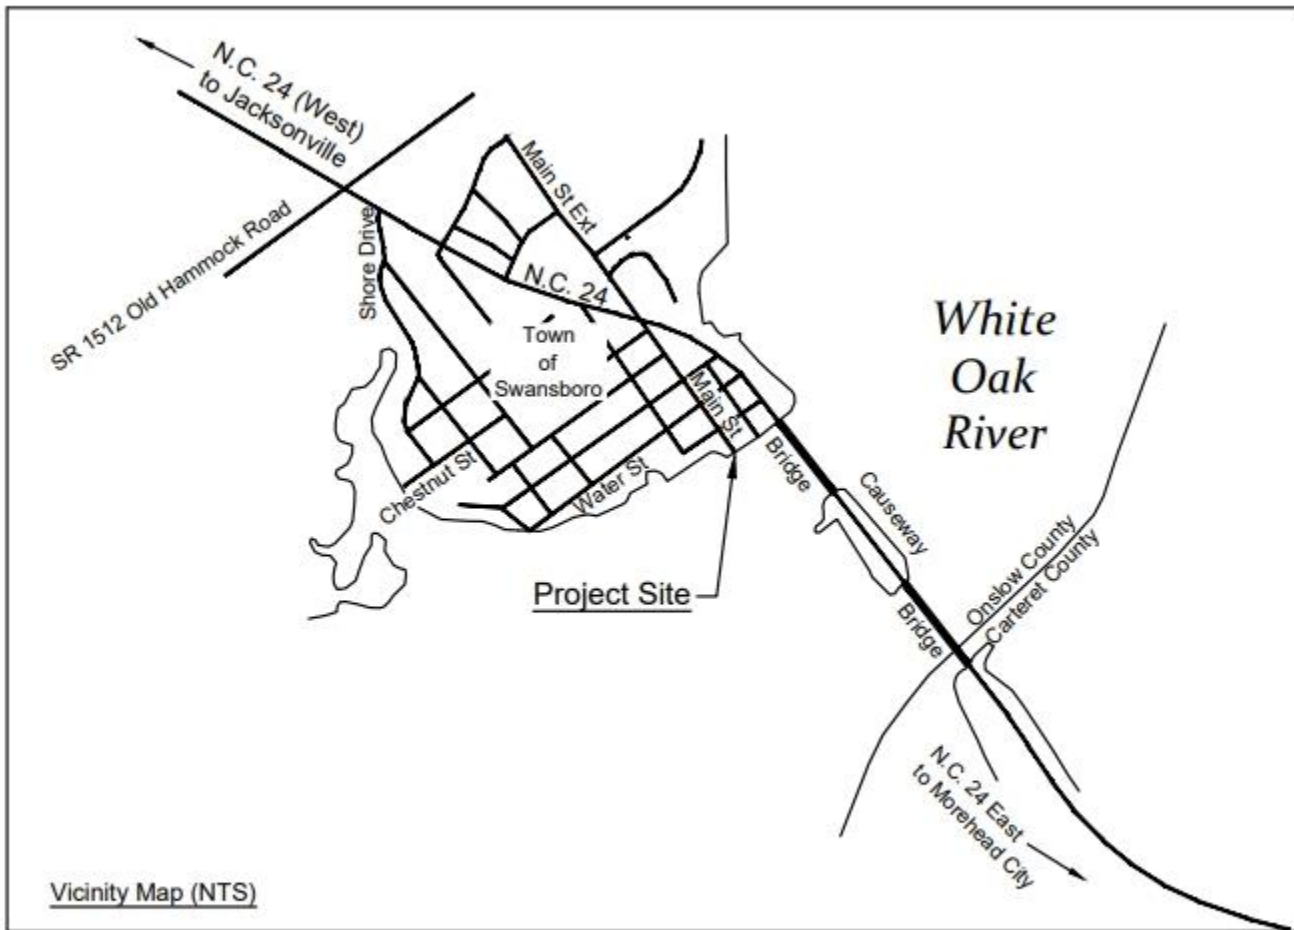 N.C. 24 (West)
to Jacksonville
Main St Ext
SR 1512 Old Hammock Road
Shore Drive
N.C. 24
Town
of
Swansboro
White
Oak
River
Main St
Bridge
Chestnut St
Water St
Causeway
Project Site
Onslow County
Carteret County
Bridge
N.C. 24 East
to Morehead City
Vicinity Map (NTS)